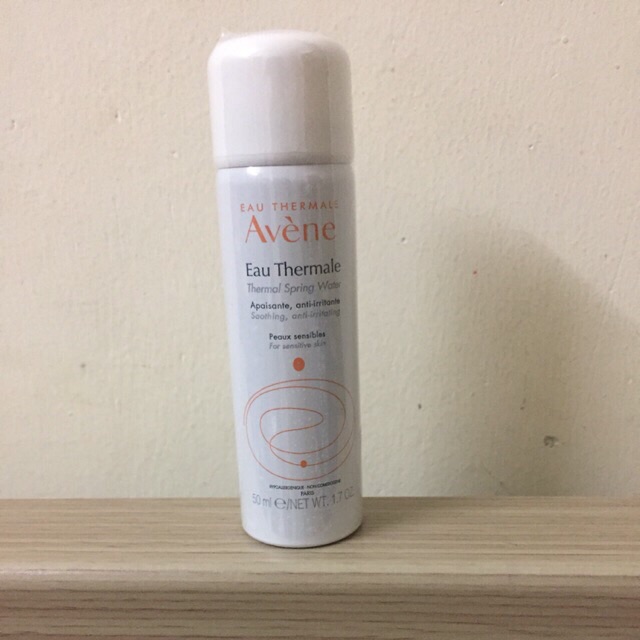 EAU THERMALE
Avène
Eau Thermale
Thermal Spring Water
Apaisante, anti-irritante
Soothing, anti-irritating
Peaux sensibles
For sensitive skin
PARIS
50 ml e/NET WT. 1.7 OZ.